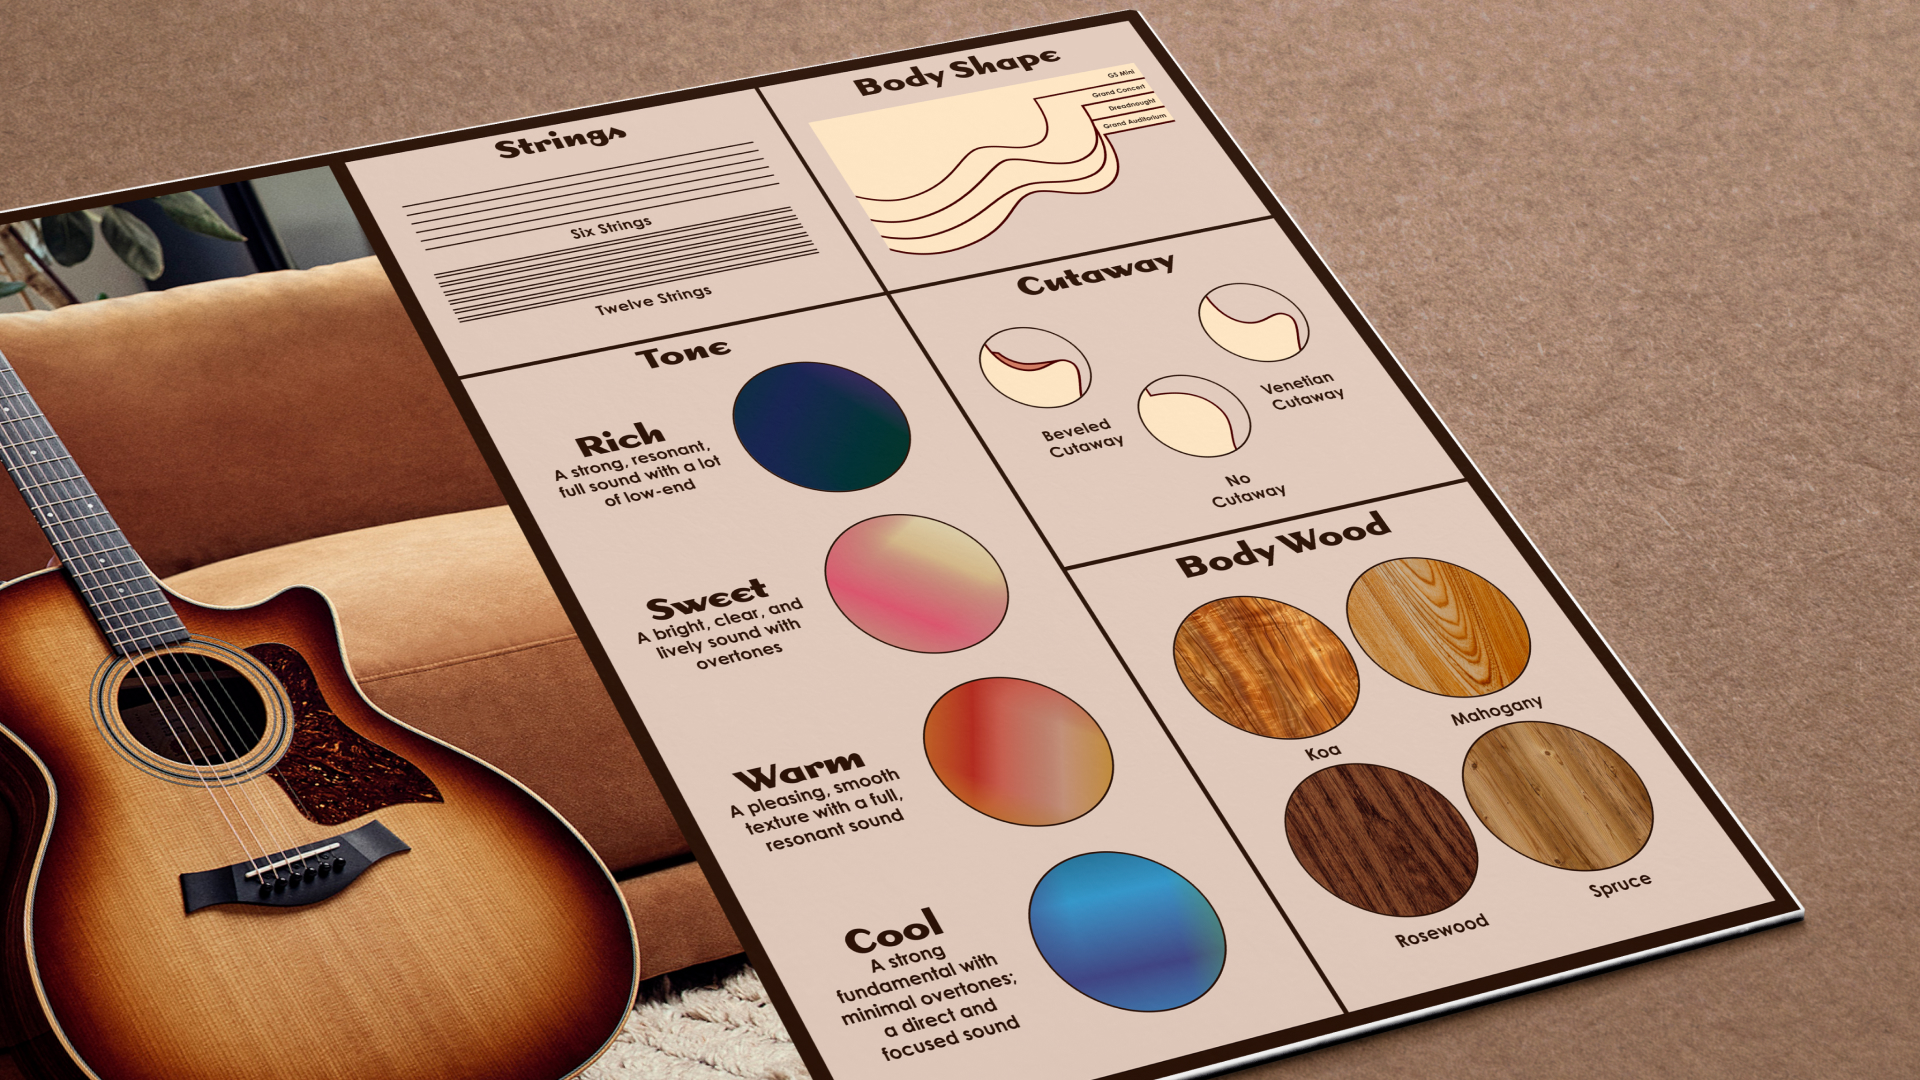 Strings
Six Strings
Twelve Strings
Body Shape
GS Mini
Grand Concert
Dreadnought
Grand Auditorium
Tone
Rich
A strong, resonant,
full sound with a lot
of low-end
Sweet
A bright, clear, and
lively sound with
overtones
Warm
A pleasing, smooth
texture with a full,
resonant sound
Cool
A strong
fundamental with
minimal overtones;
a direct and
focused sound
Cutaway
Beveled
Cutaway
No
Cutaway
Venetian
Cutaway
Body Wood
Koa
Mahogany
Rosewood
Spruce